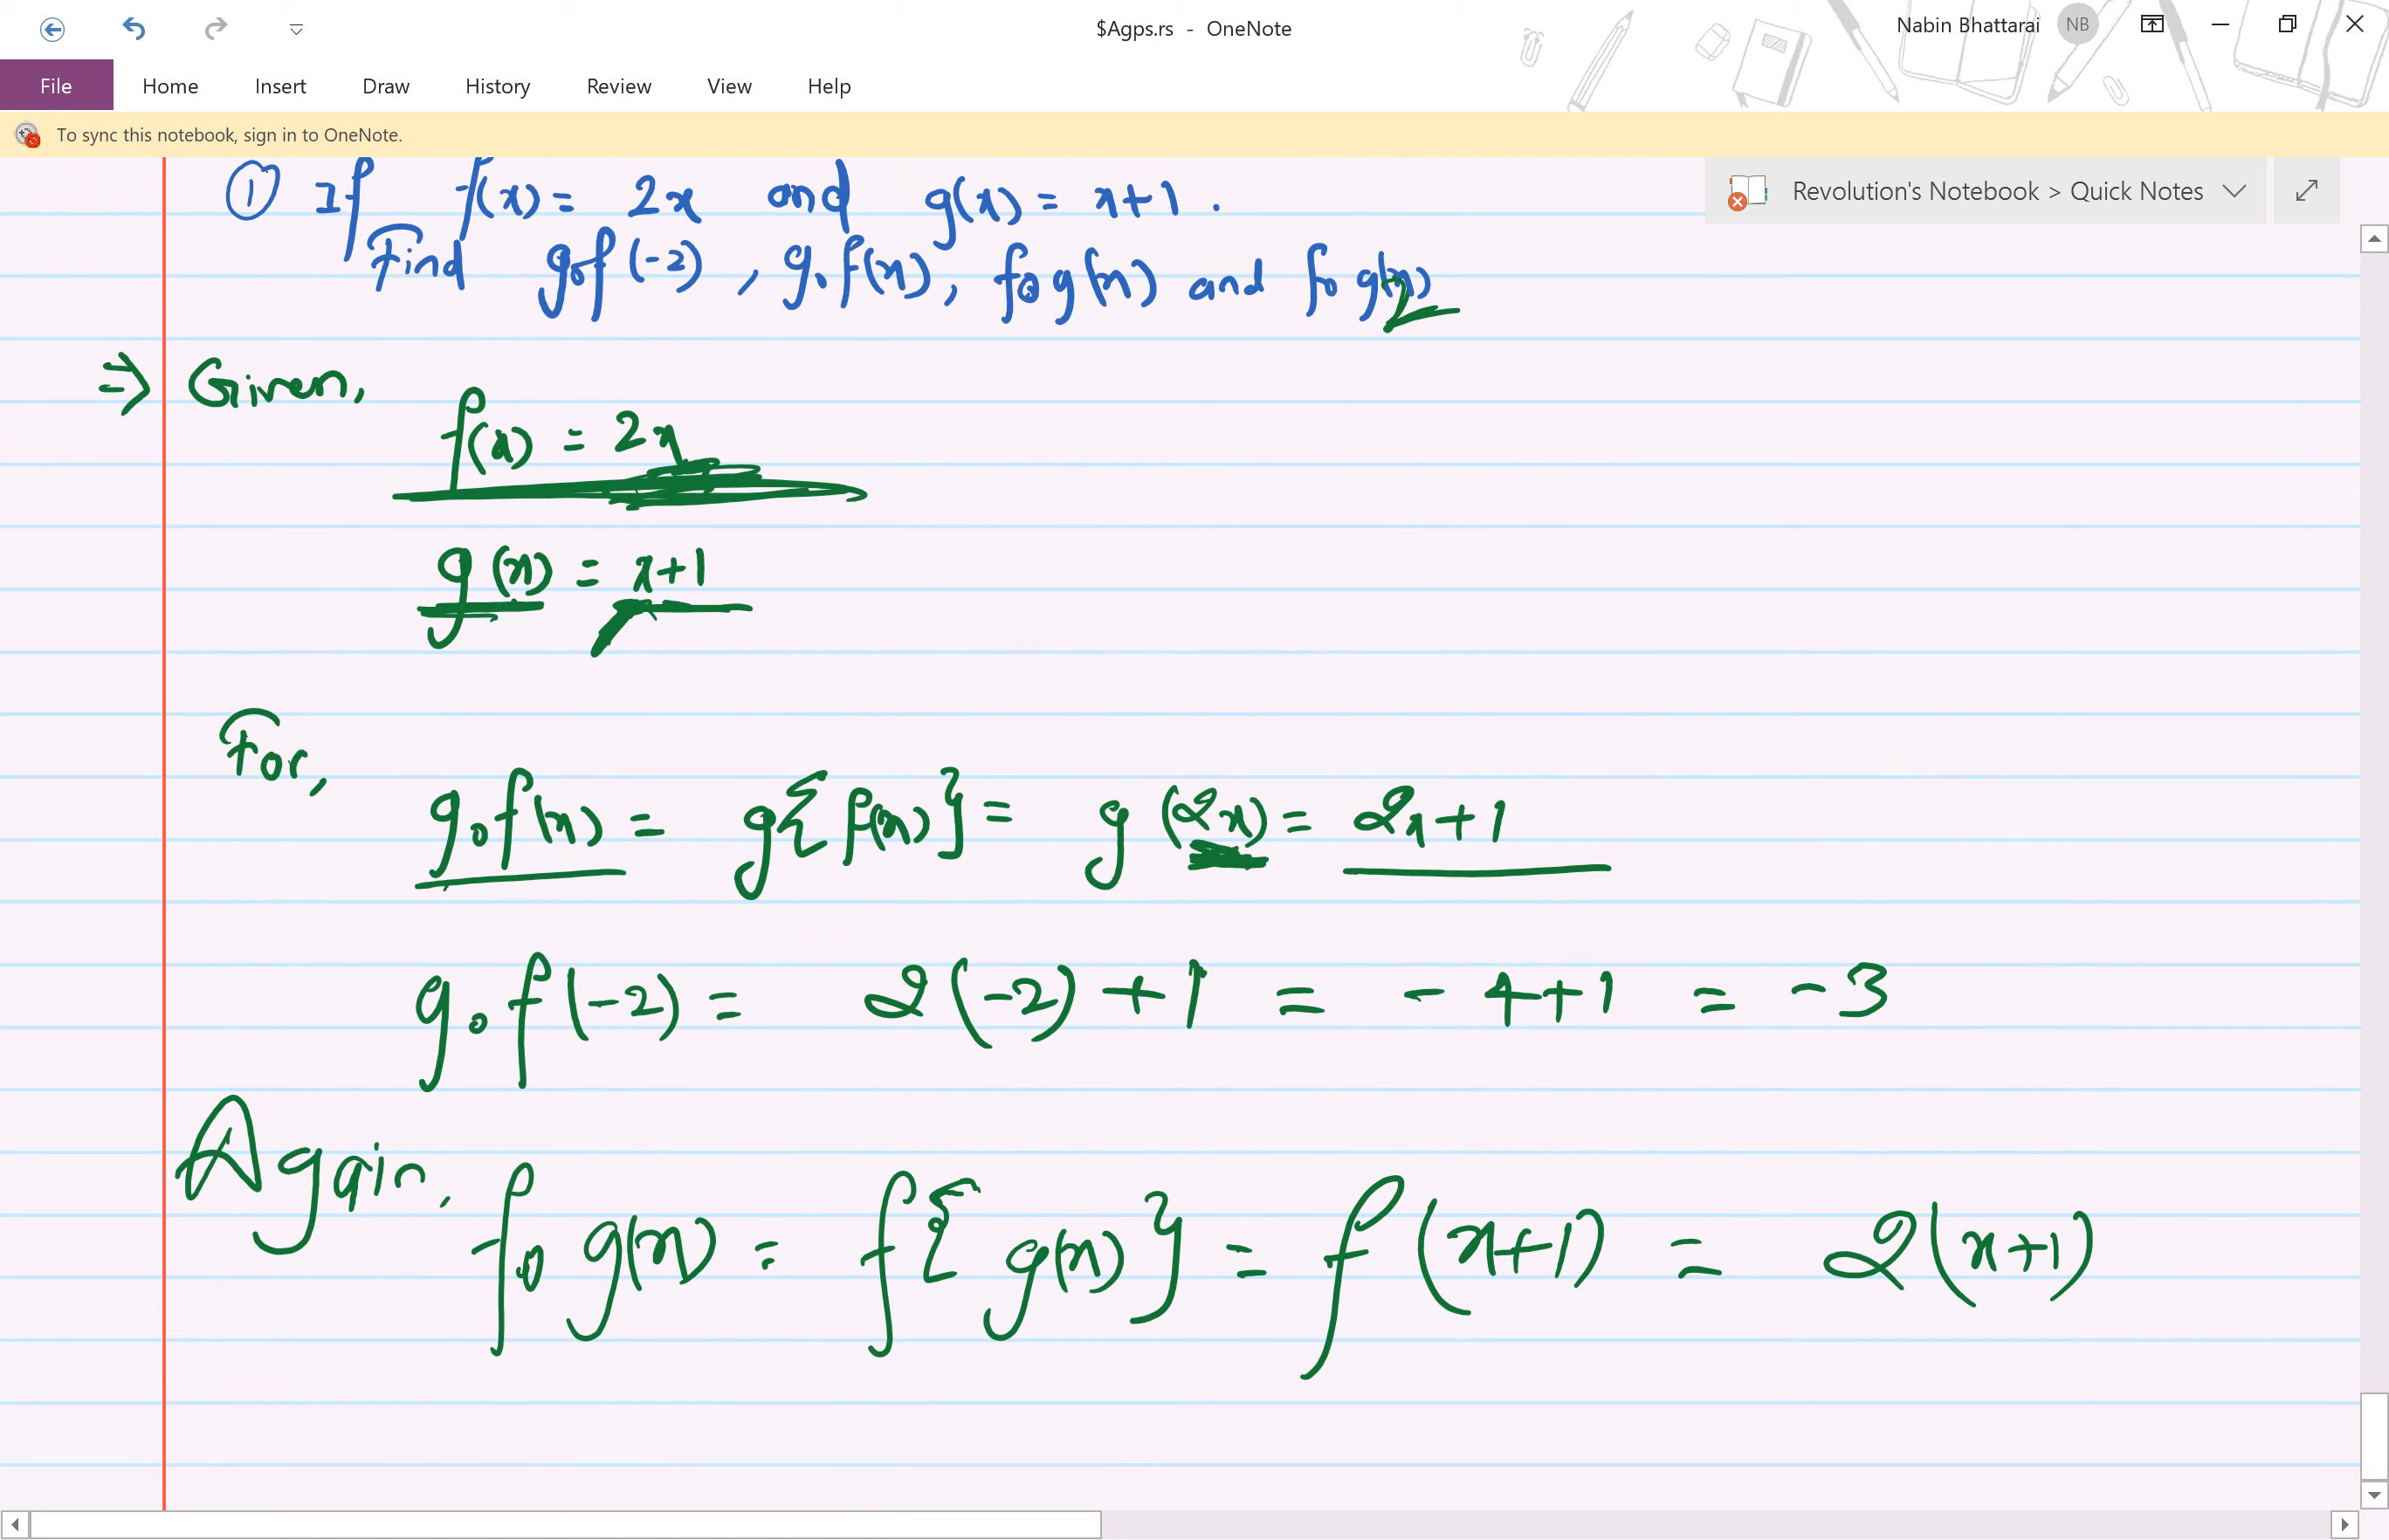 $Agps.rs - OneNote
Nabin Bhattarai NB
File Home Insert Draw History Review View Help
To sync this notebook, sign in to OneNote.
Revolution's Notebook > Quick Notes
① If f(x) = 2x and g(x) = x+1.
Find gof(-2), gof(x), fog(x) and fog(2)
⇒ Given,
f(x) = 2x
g(x) = x+1
For,
gof(x) = g{f(x)} = g(2x) = 2x+1
gof(-2) = 2(-2)+1 = -4+1 = -3
Again,
fog(x) = f{g(x)} = f(x+1) = 2(x+1)